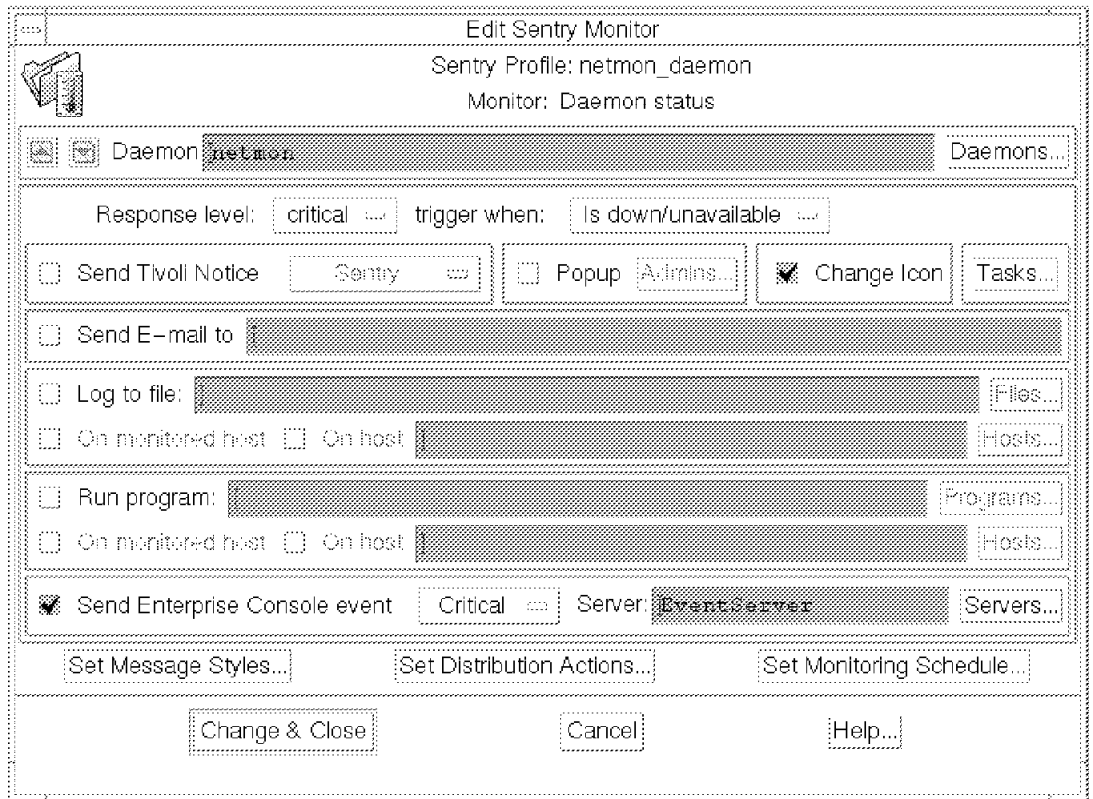 Edit Sentry Monitor
Sentry Profile: netmon_daemon
Monitor: Daemon status
Daemon netmon Daemons...
Response level: critical trigger when: Is down/unavailable
Send Tivoli Notice Sentry Popup Admins... Change Icon Tasks...
Send E-mail to
Log to file: Files...
On monitored host On host Hosts...
Run program: Programs...
On monitored host On host Hosts...
Send Enterprise Console event Critical Server: EventServer Servers...
Set Message Styles... Set Distribution Actions... Set Monitoring Schedule...
Change & Close Cancel Help...